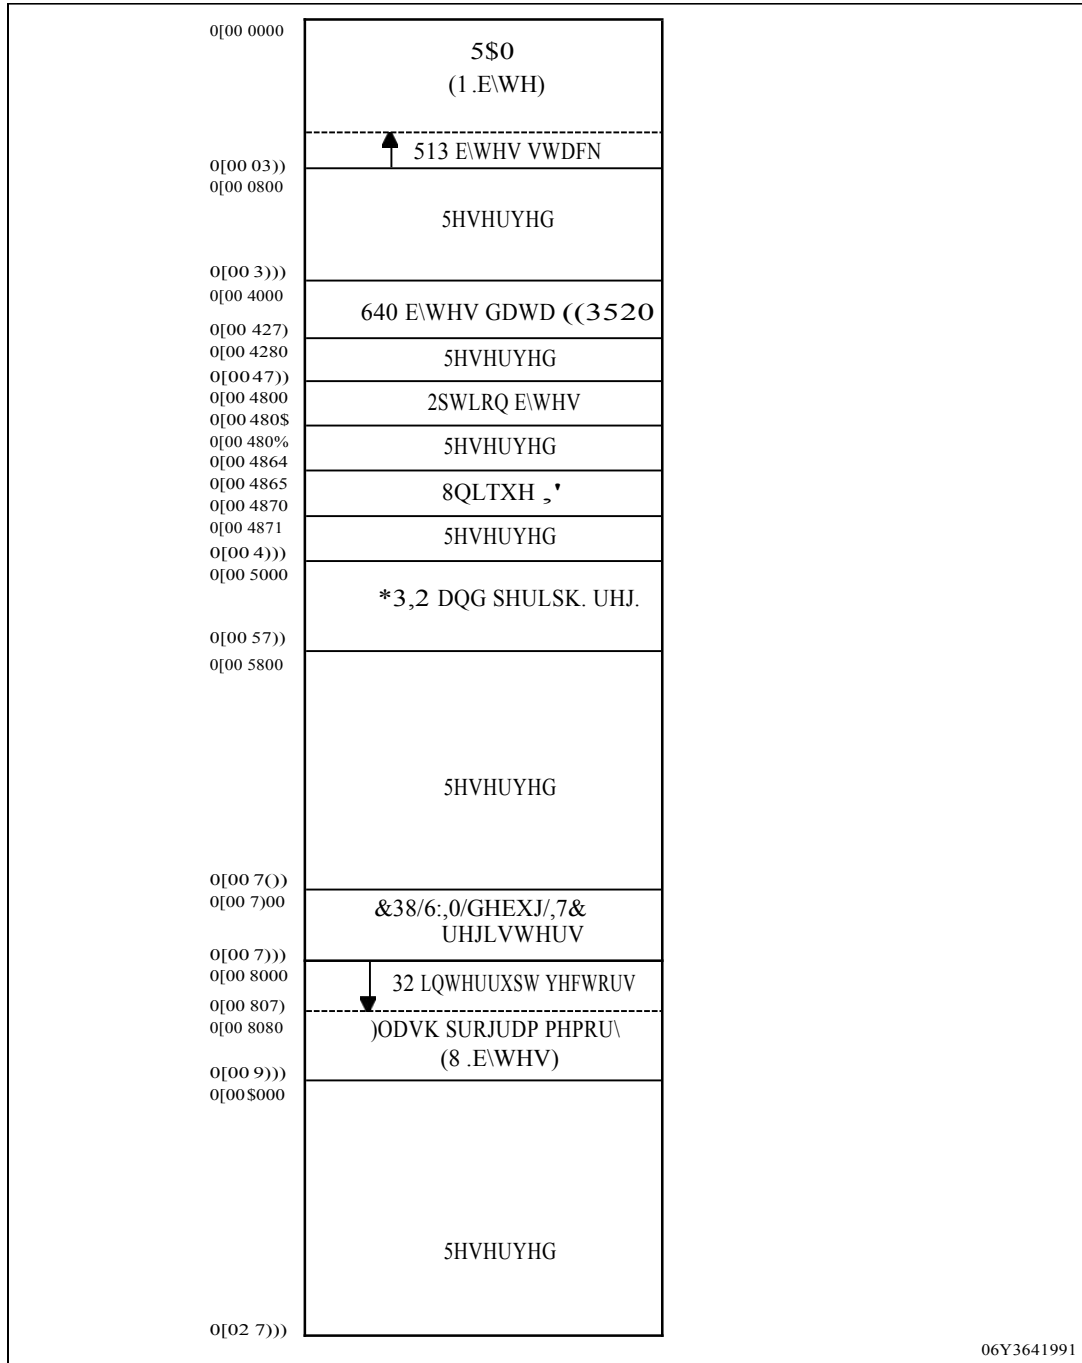 0[00 0000
5$0
(1 .E\WH)
513 E\WHV VWDFN
0[00 03))
0[00 0800
5HVHUYHG
0[00 3)))
0[00 4000
640 E\WHV GDWD ((3520
0[00 427)
0[00 4280
5HVHUYHG
0[0047))
0[00 4800
2SWLRQ E\WHV
0[00 480$
0[00 480%
5HVHUYHG
0[00 4864
0[00 4865
8QLTXH ,'
0[00 4870
0[00 4871
5HVHUYHG
0[00 4)))
0[00 5000
*3,2 DQG SHULSK. UHJ.
0[00 57))
0[00 5800
5HVHUYHG
0[00 7())
0[00 7)00
&38/6:,0/GHEXJ/,7&
UHJLVWHUV
0[00 7)))
0[00 8000
32 LQWHUUXSW YHFWRUV
0[00 807)
0[00 8080
)ODVK SURJUDP PHPRU\
(8 .E\WHV)
0[00 9)))
0[00$000
5HVHUYHG
0[02 7)))
06Y3641991